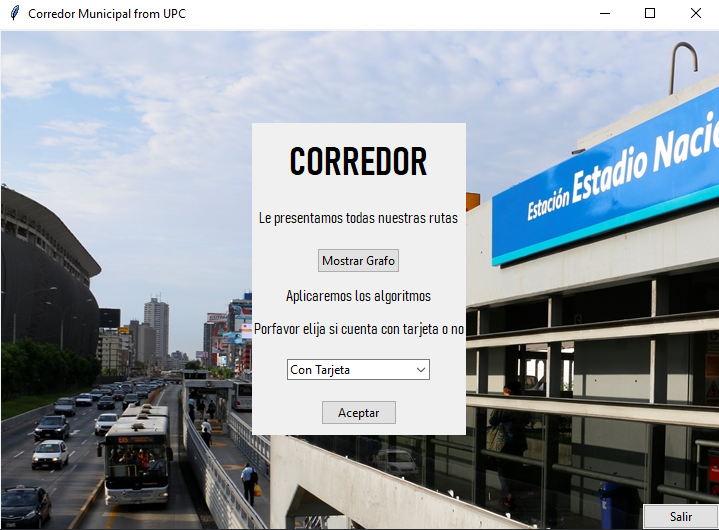 Corredor Municipal from UPC
CORREDOR
Estación Estadio Nacio
Le presentamos todas nuestras rutas
Mostrar Grafo
Aplicaremos los algoritmos
Porfavor elija si cuenta con tarjeta o no
Con Tarjeta
Aceptar
Salir